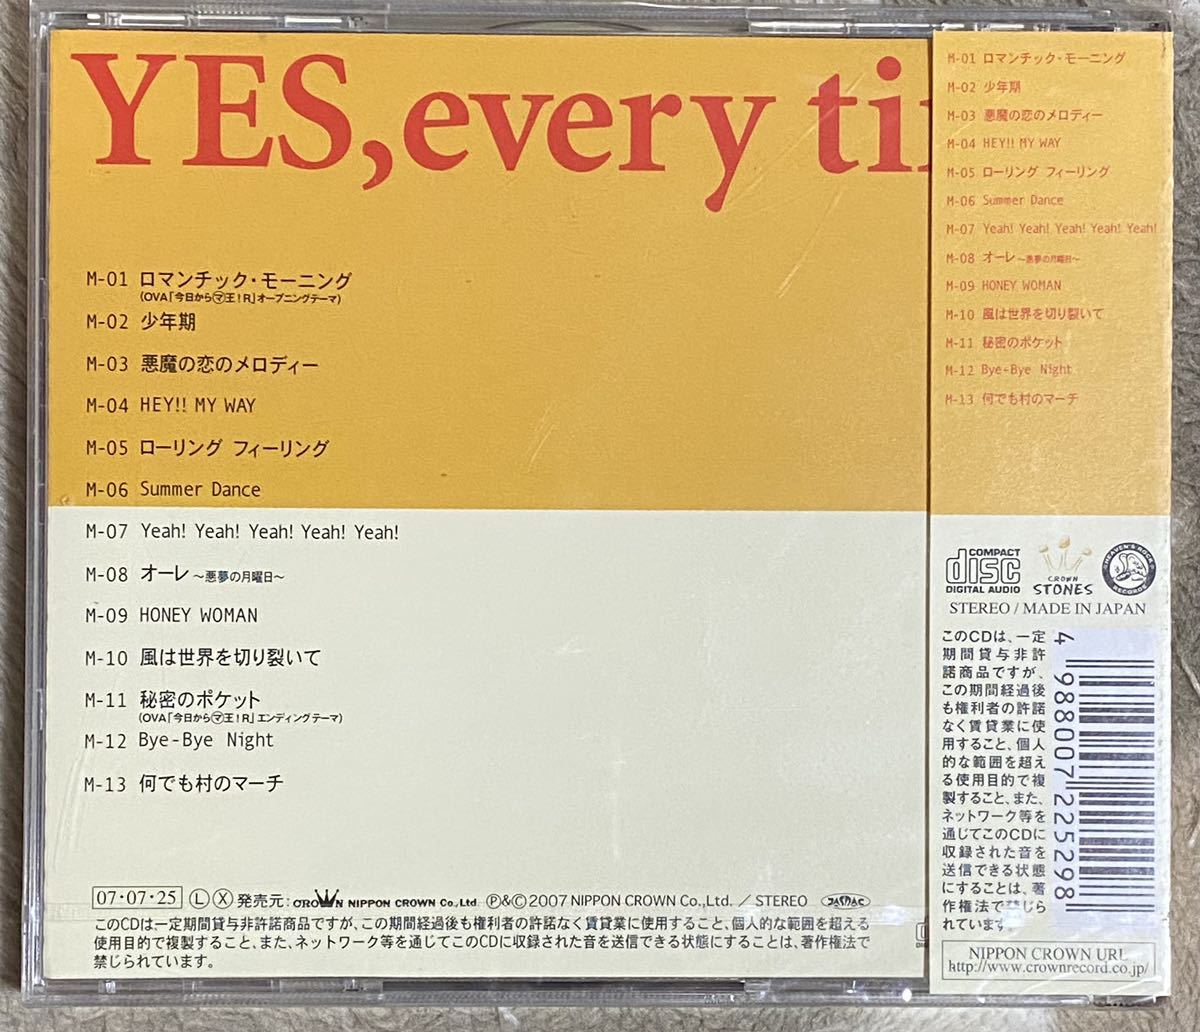 YES,every ti
M-01 ロマンチック・モーニング
(OVA「今日から㋮王!R」オープニングテーマ)
M-02 少年期
M-03 悪魔の恋のメロディー
M-04 HEY!! MY WAY
M-05 ローリング フィーリング
M-06 Summer Dance
M-07 Yeah! Yeah! Yeah! Yeah! Yeah!
M-08 オーレ ～悪夢の月曜日～
M-09 HONEY WOMAN
M-10 風は世界を切り裂いて
M-11 秘密のポケット
(OVA「今日から㋮王!R」エンディングテーマ)
M-12 Bye-Bye Night
M-13 何でも村のマーチ
07・07・25 Ⓛ Ⓧ 発売元: CROWN NIPPON CROWN Co.,Ltd. ℗&©2007 NIPPON CROWN Co.,Ltd. / STEREO JASRAC
このCDは一定期間貸与非許諾商品ですが、この期間経過後も権利者の許諾なく賃貸業に使用すること、個人的な範囲を超える
使用目的で複製すること、また、ネットワーク等を通じてこのCDに収録された音を送信できる状態にすることは、著作権法で
禁じられています。
M-01 ロマンチック・モーニング
M-02 少年期
M-03 悪魔の恋のメロディー
M-04 HEY!! MY WAY
M-05 ローリング フィーリング
M-06 Summer Dance
M-07 Yeah! Yeah! Yeah! Yeah! Yeah!
M-08 オーレ ～悪夢の月曜日～
M-09 HONEY WOMAN
M-10 風は世界を切り裂いて
M-11 秘密のポケット
M-12 Bye-Bye Night
M-13 何でも村のマーチ
COMPACT
disc
DIGITAL AUDIO
CROWN
STONES
HEAVEN'S ROCK
RECORDS
STEREO / MADE IN JAPAN
このCDは、一定
期間貸与非許
諾商品ですが、
この期間経過後
も権利者の許諾
なく賃貸業に使
用すること、個人
的な範囲を超え
る使用目的で複
製すること、また、
ネットワーク等を
通じてこのCDに
収録された音を
送信できる状態
にすることは、著
作権法で禁じら
れています。
4 988007 225298
NIPPON CROWN URL
http://www.crownrecord.co.jp/